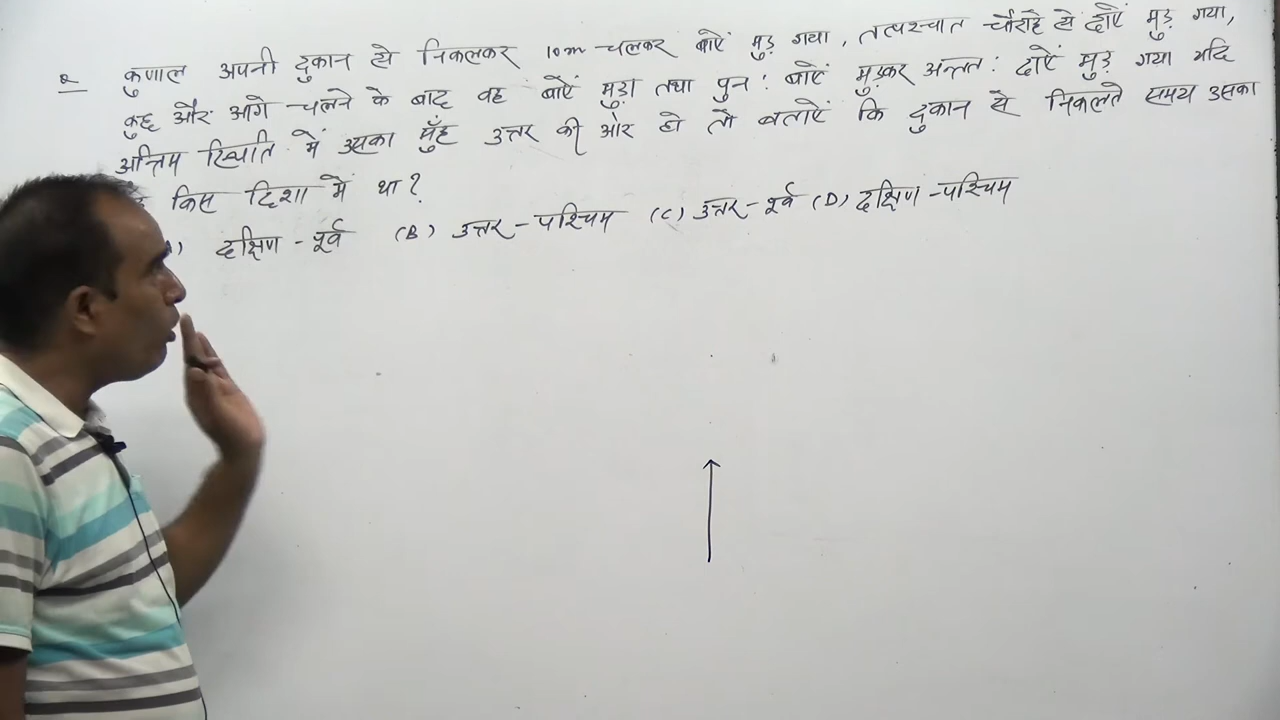 Q कुणाल अपनी दुकान से निकलकर 10m चलकर बाएँ मुड़ गया, तत्पश्चात चौराहे से दाएँ मुड़ गया,
कुछ और आगे चलने के बाद वह बाएँ मुड़ा तथा पुन: बाएँ मुड़कर अन्तत: दाएँ मुड़ गया यदि
अन्तिम स्थिति में उसका मुँह उत्तर की ओर हो तो बताएँ कि दुकान से निकलते समय उसका
किस दिशा में था?
) दक्षिण - पूर्व (B) उत्तर - पश्चिम (C) उत्तर - पूर्व (D) दक्षिण - पश्चिम